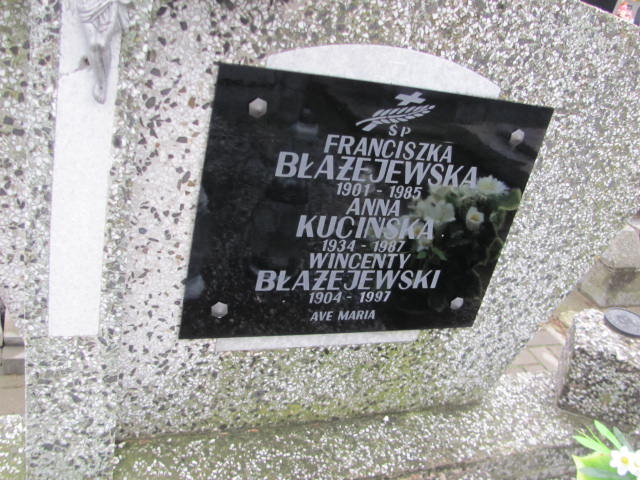 ŚP
FRANCISZKA
BŁAŻEJEWSKA
1901 - 1985
ANNA
KUCIŃSKA
1934 - 1987
WINCENTY
BŁAŻEJEWSKI
1904 - 1997
AVE MARIA